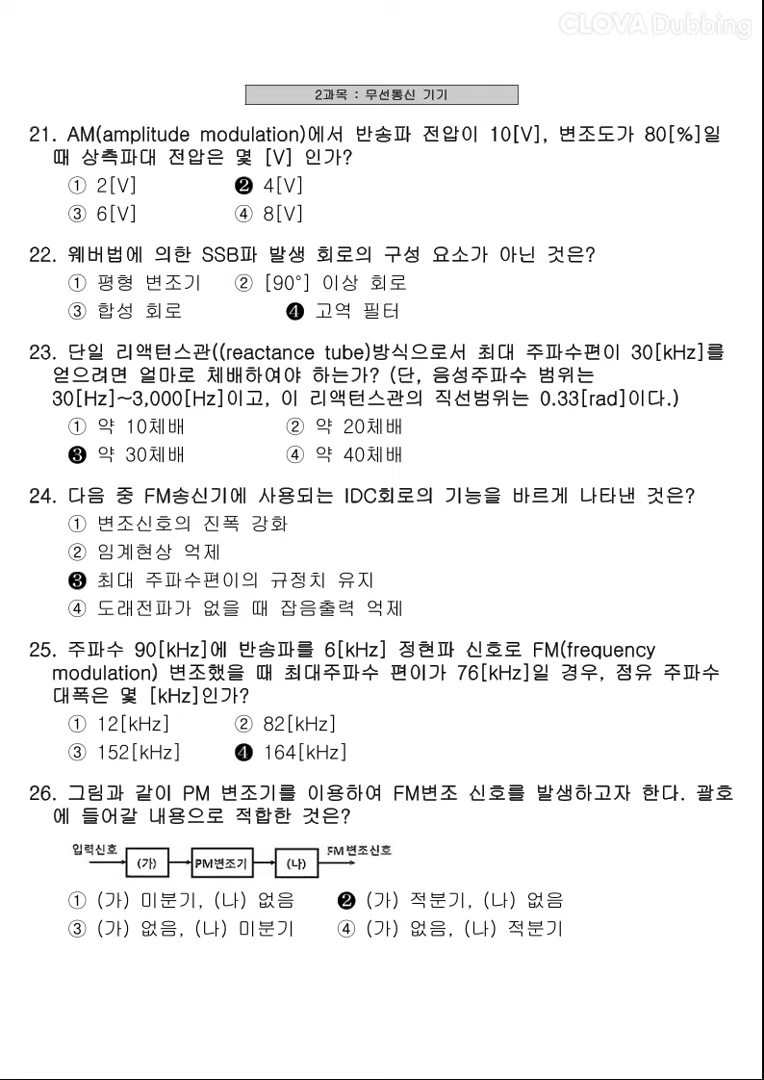 CLOVA Dubbing
2과목 : 무선통신 기기
21. AM(amplitude modulation)에서 반송파 전압이 10[V], 변조도가 80[%]일
때 상측파대 전압은 몇 [V] 인가?
① 2[V] ❷ 4[V]
③ 6[V] ④ 8[V]
22. 웨버법에 의한 SSB파 발생 회로의 구성 요소가 아닌 것은?
① 평형 변조기 ② [90°] 이상 회로
③ 합성 회로 ❹ 고역 필터
23. 단일 리액턴스관((reactance tube)방식으로서 최대 주파수편이 30[kHz]를
얻으려면 얼마로 체배하여야 하는가? (단, 음성주파수 범위는
30[Hz]~3,000[Hz]이고, 이 리액턴스관의 직선범위는 0.33[rad]이다.)
① 약 10체배 ② 약 20체배
❸ 약 30체배 ④ 약 40체배
24. 다음 중 FM송신기에 사용되는 IDC회로의 기능을 바르게 나타낸 것은?
① 변조신호의 진폭 강화
② 임계현상 억제
❸ 최대 주파수편이의 규정치 유지
④ 도래전파가 없을 때 잡음출력 억제
25. 주파수 90[kHz]에 반송파를 6[kHz] 정현파 신호로 FM(frequency
modulation) 변조했을 때 최대주파수 편이가 76[kHz]일 경우, 점유 주파수
대폭은 몇 [kHz]인가?
① 12[kHz] ② 82[kHz]
③ 152[kHz] ❹ 164[kHz]
26. 그림과 같이 PM 변조기를 이용하여 FM변조 신호를 발생하고자 한다. 괄호
에 들어갈 내용으로 적합한 것은?
입력신호 (가) PM변조기 (나) FM변조신호
① (가) 미분기, (나) 없음 ❷ (가) 적분기, (나) 없음
③ (가) 없음, (나) 미분기 ④ (가) 없음, (나) 적분기